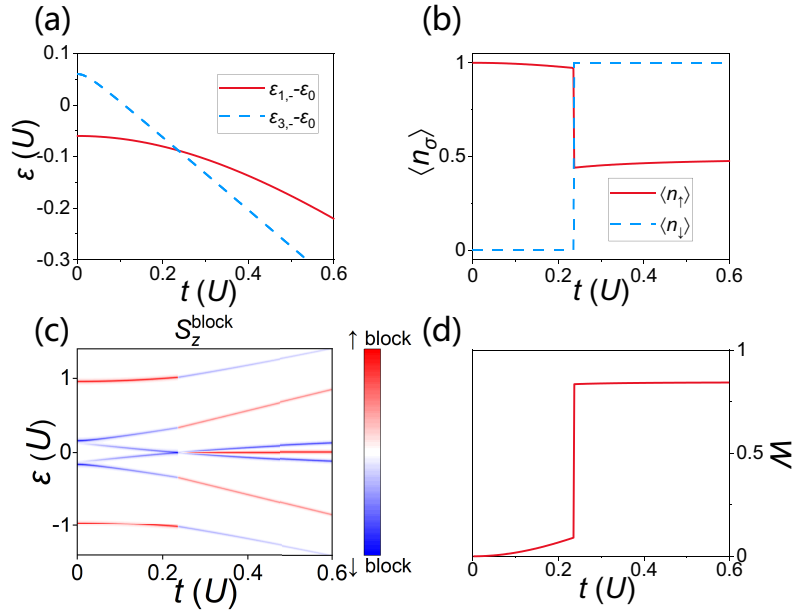 (a)
0.1
0
-0.1
-0.2
-0.3
ε (U)
ε1,- -ε0
ε3,- -ε0
0 0.2 0.4 0.6
t (U)
(b)
1
0.5
0
⟨nσ⟩
⟨n↑⟩
⟨n↓⟩
0 0.2 0.4 0.6
t (U)
(c)
S_z^block
1
0
-1
ε (U)
↑ block
↓ block
0 0.2 0.4 0.6
t (U)
(d)
1
0.5
0
W
0 0.2 0.4 0.6
t (U)